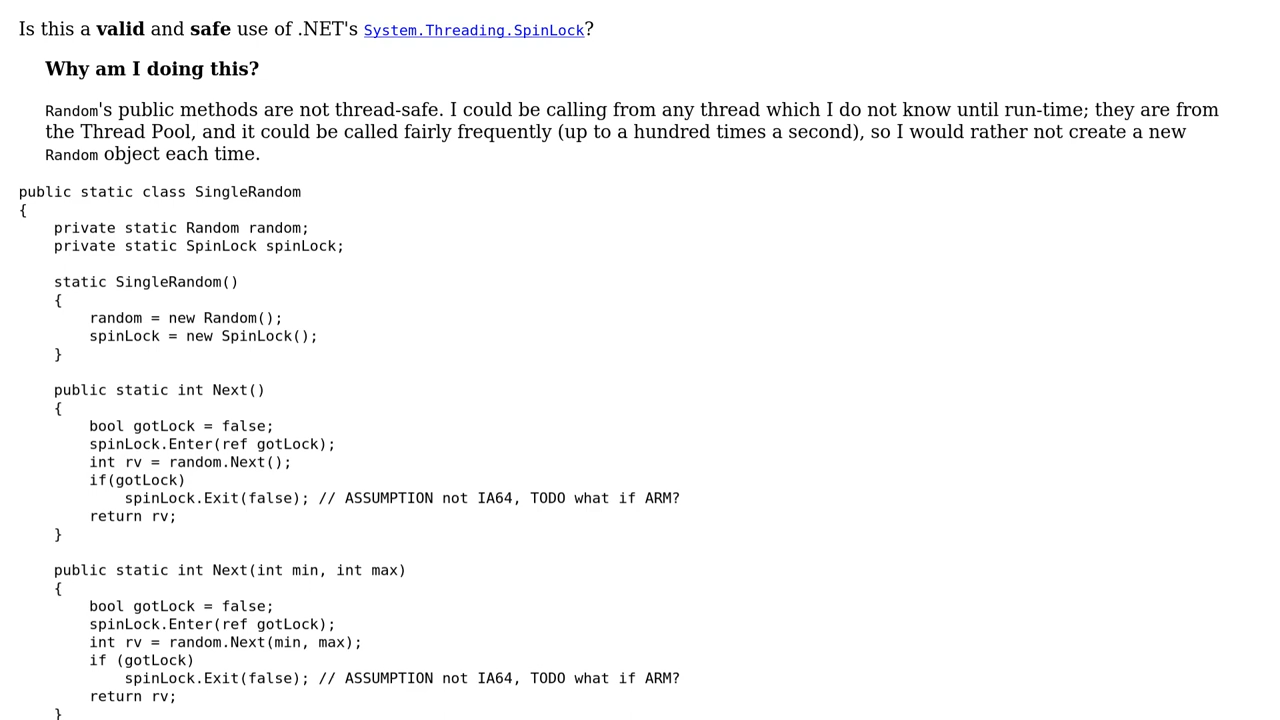 Is this a valid and safe use of .NET's System.Threading.SpinLock?
Why am I doing this?
Random's public methods are not thread-safe. I could be calling from any thread which I do not know until run-time; they are from
the Thread Pool, and it could be called fairly frequently (up to a hundred times a second), so I would rather not create a new
Random object each time.
public static class SingleRandom
{
    private static Random random;
    private static SpinLock spinLock;
    static SingleRandom()
    {
        random = new Random();
        spinLock = new SpinLock();
    }
    public static int Next()
    {
        bool gotLock = false;
        spinLock.Enter(ref gotLock);
        int rv = random.Next();
        if(gotLock)
            spinLock.Exit(false); // ASSUMPTION not IA64, TODO what if ARM?
        return rv;
    }
    public static int Next(int min, int max)
    {
        bool gotLock = false;
        spinLock.Enter(ref gotLock);
        int rv = random.Next(min, max);
        if (gotLock)
            spinLock.Exit(false); // ASSUMPTION not IA64, TODO what if ARM?
        return rv;
    }